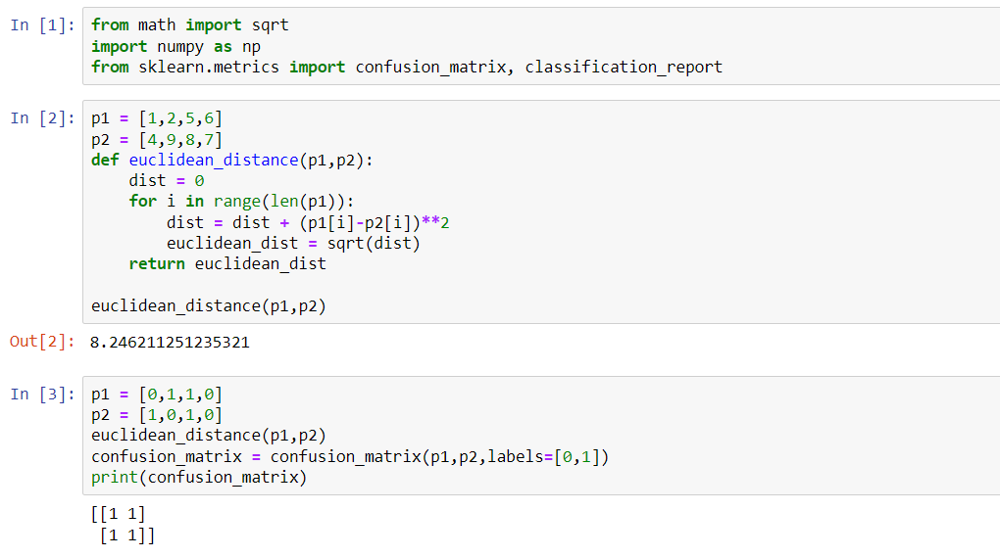 In [1]: from math import sqrt
import numpy as np
from sklearn.metrics import confusion_matrix, classification_report
In [2]: p1 = [1,2,5,6]
p2 = [4,9,8,7]
def euclidean_distance(p1,p2):
    dist = 0
    for i in range(len(p1)):
        dist = dist + (p1[i]-p2[i])**2
        euclidean_dist = sqrt(dist)
    return euclidean_dist

euclidean_distance(p1,p2)
Out[2]: 8.246211251235321
In [3]: p1 = [0,1,1,0]
p2 = [1,0,1,0]
euclidean_distance(p1,p2)
confusion_matrix = confusion_matrix(p1,p2,labels=[0,1])
print(confusion_matrix)
[[1 1]
 [1 1]]